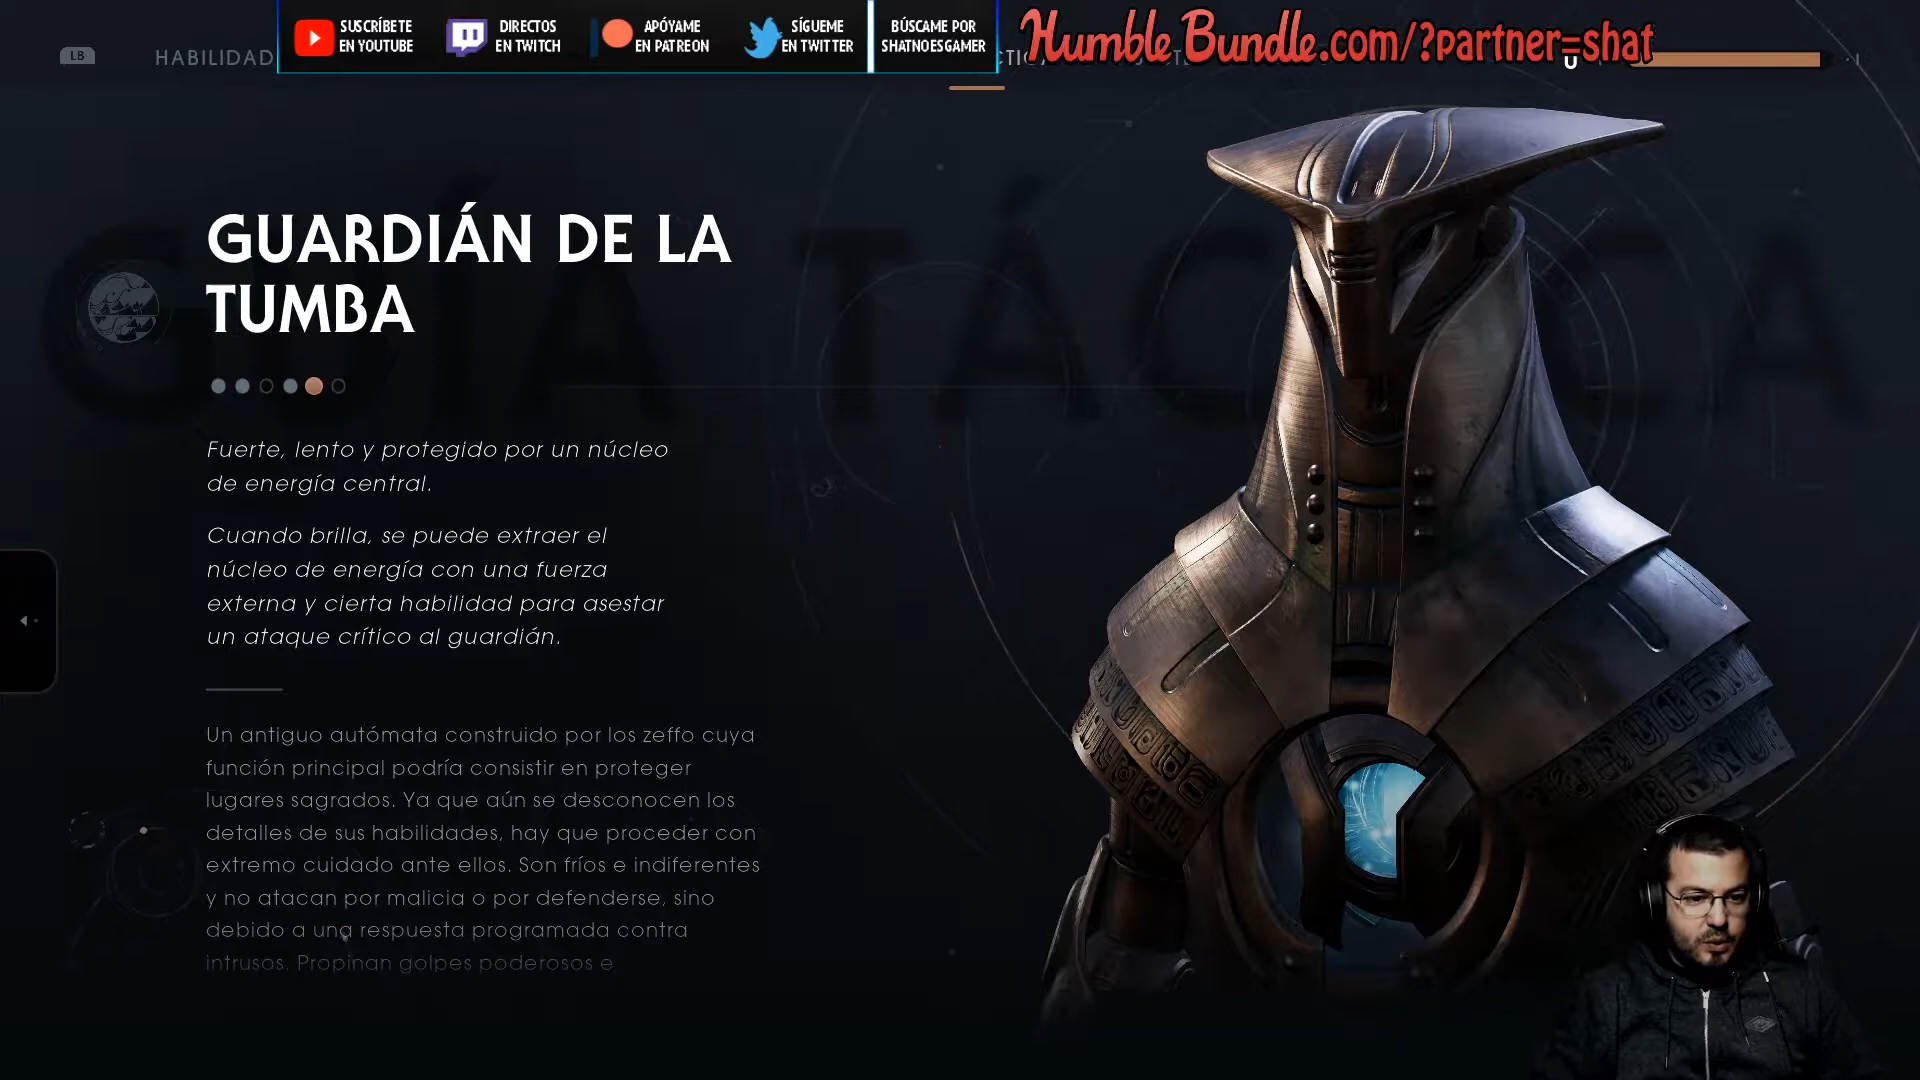 SUSCRÍBETE
EN YOUTUBE
DIRECTOS
EN TWITCH
APÓYAME
EN PATREON
SÍGUEME
EN TWITTER
BÚSCAME POR
SHATNOESGAMER
Humble Bundle.com/?partner=shat
LB
HABILIDAD
GUÍA TÁCTICA
GUARDIÁN DE LA
TUMBA
Fuerte, lento y protegido por un núcleo
de energía central.
Cuando brilla, se puede extraer el
núcleo de energía con una fuerza
externa y cierta habilidad para asestar
un ataque crítico al guardián.
Un antiguo autómata construido por los zeffo cuya
función principal podría consistir en proteger
lugares sagrados. Ya que aún se desconocen los
detalles de sus habilidades, hay que proceder con
extremo cuidado ante ellos. Son fríos e indiferentes
y no atacan por malicia o por defenderse, sino
debido a una respuesta programada contra
intrusos. Propinan golpes poderosos e